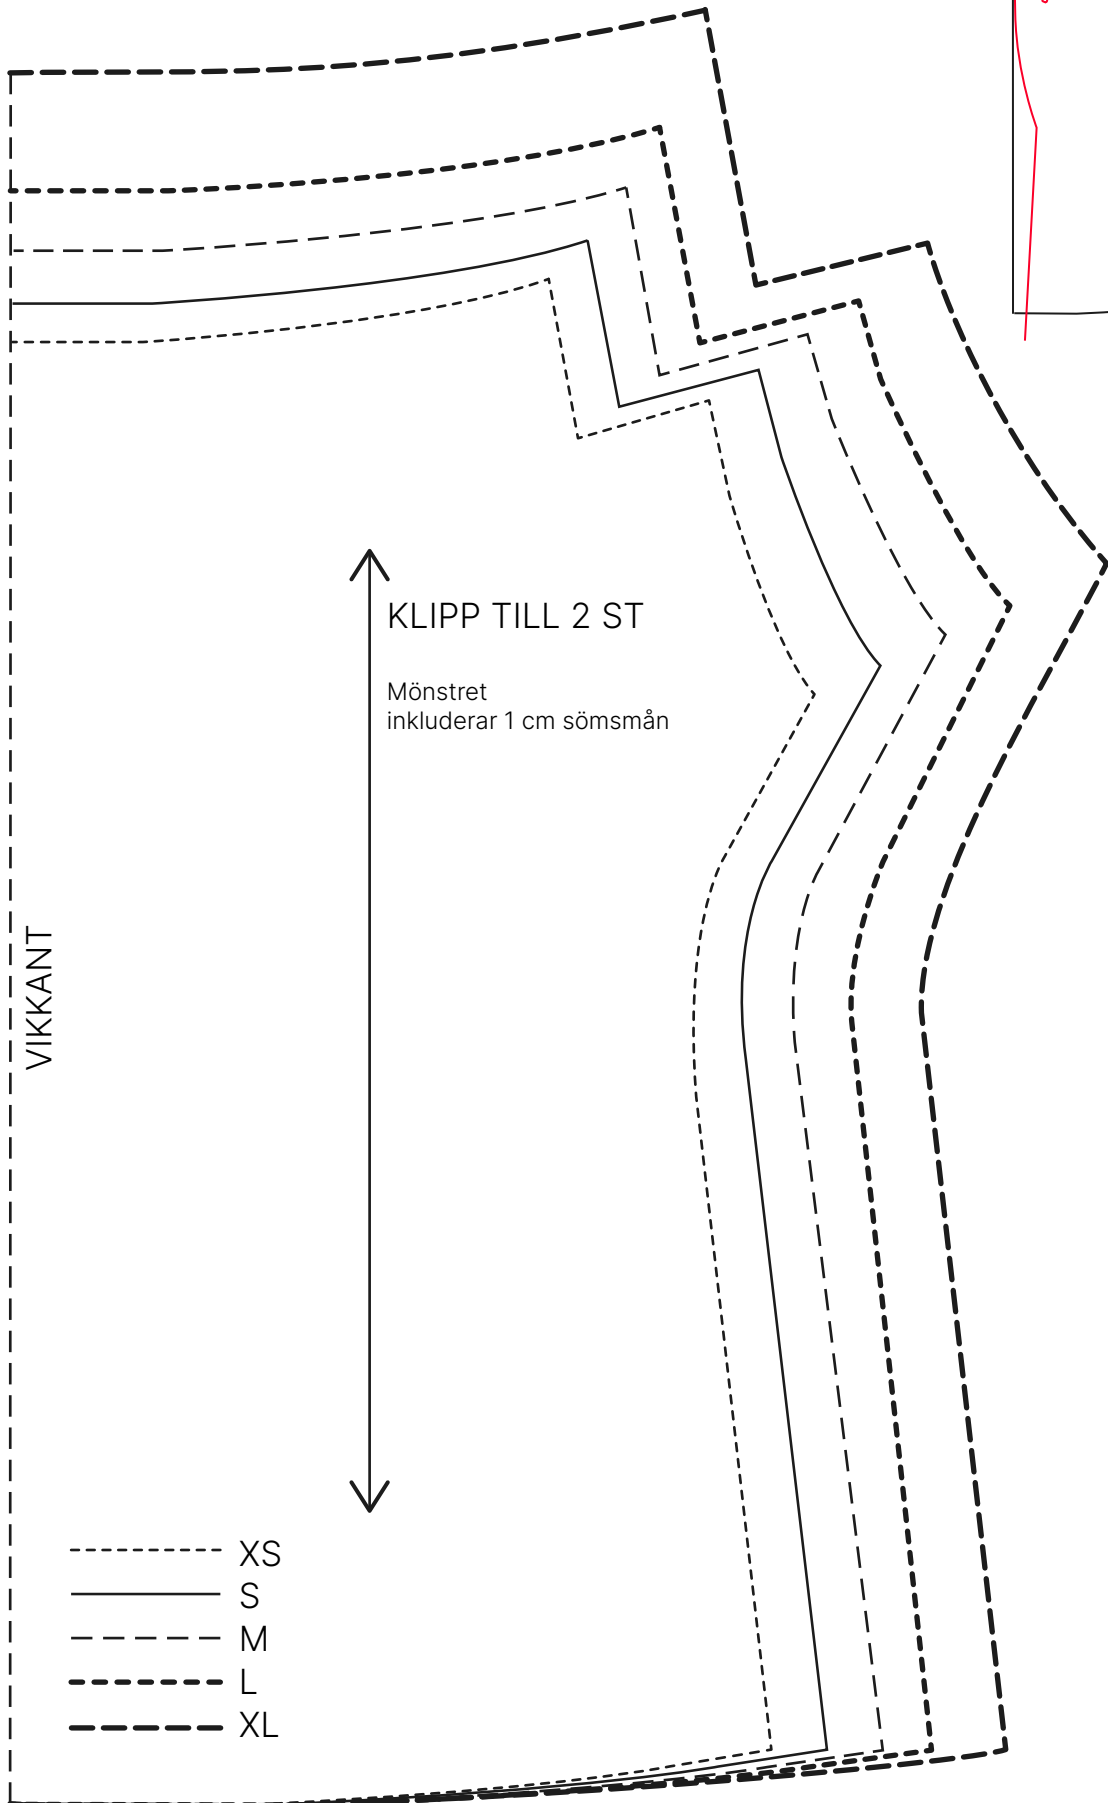 KLIPP TILL 2 ST
Mönstret
inkluderar 1 cm sömsmån
VIKKANT
XS
S
M
L
XL